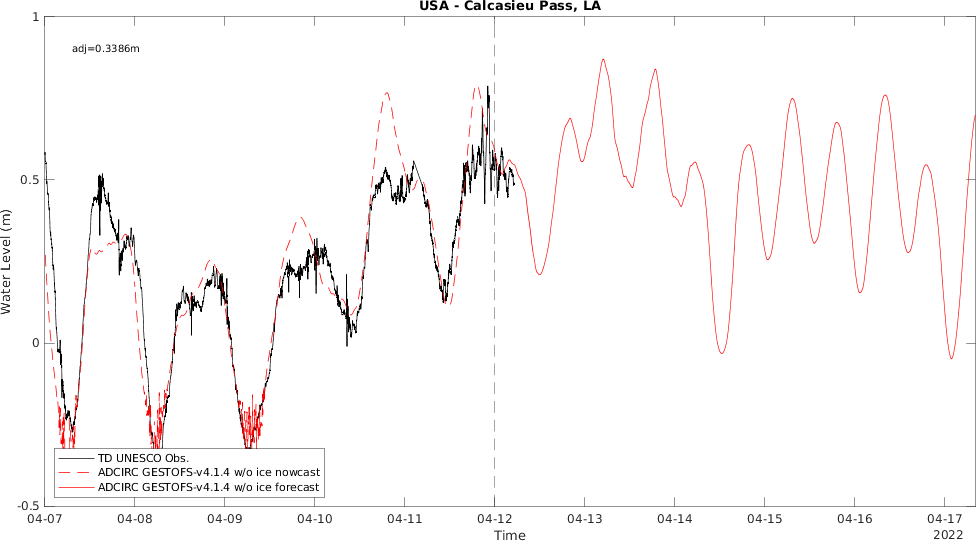 USA - Calcasieu Pass, LA
1
adj=0.3386m
0.5
0
-0.5
Water Level (m)
TD UNESCO Obs.
ADCIRC GESTOFS-v4.1.4 w/o ice nowcast
ADCIRC GESTOFS-v4.1.4 w/o ice forecast
04-07 04-08 04-09 04-10 04-11 04-12 04-13 04-14 04-15 04-16 04-17
Time
2022